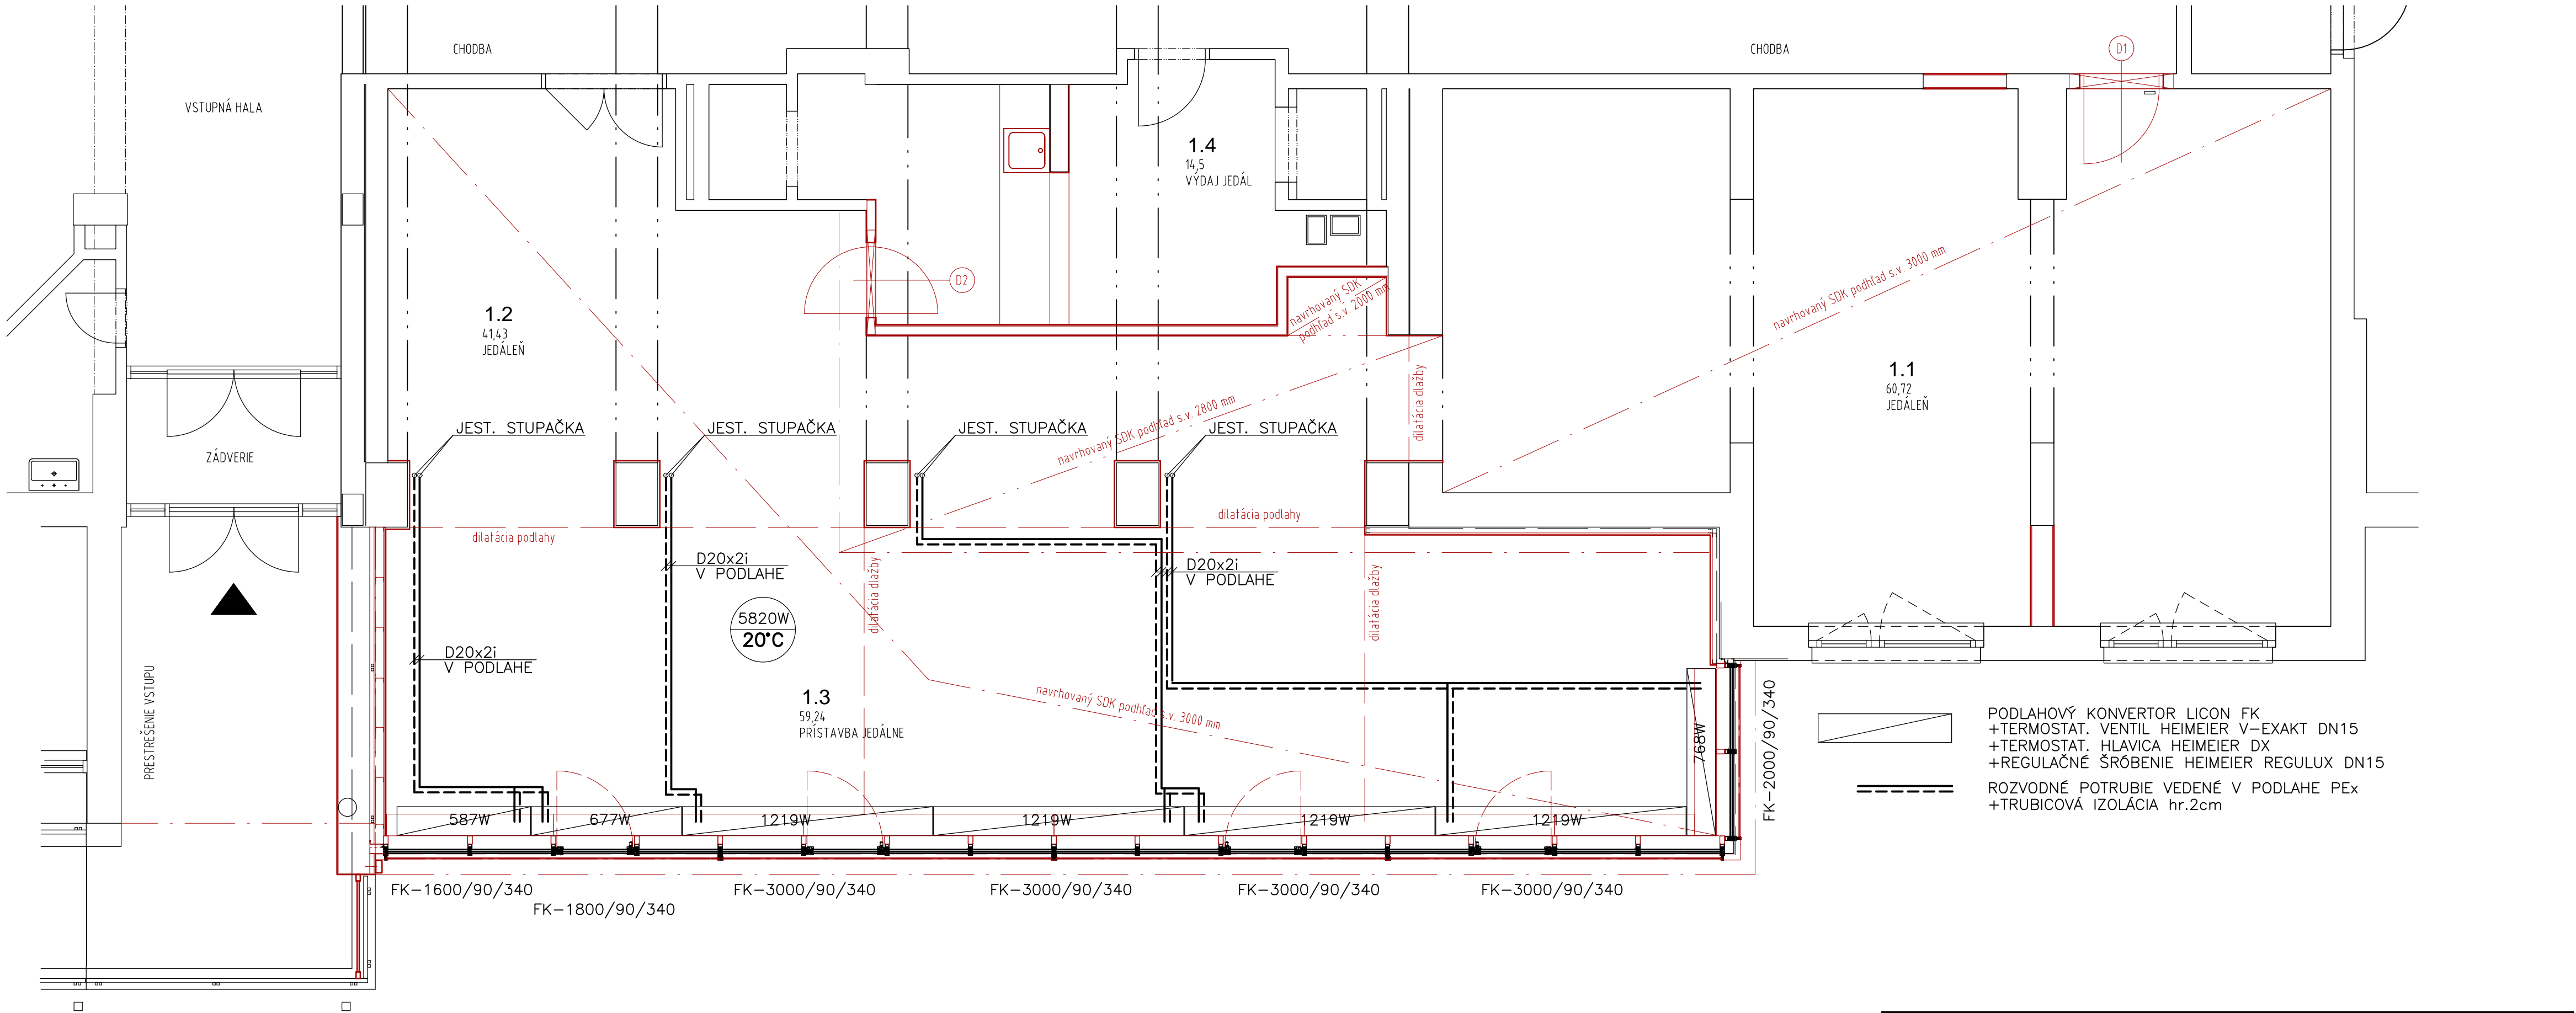 CHODBA
CHODBA
D1
VSTUPNÁ HALA
1.4
14,5
VÝDAJ JEDÁL
D2
navrhovaný SDK
podhľad s.v. 2000 mm
navrhovaný SDK podhľad s.v. 3000 mm
1.2
41,43
JEDÁLEŇ
1.1
60,72
JEDÁLEŇ
dilatácia dlažby
navrhovaný SDK podhľad s.v. 2800 mm
JEST. STUPAČKA
JEST. STUPAČKA
JEST. STUPAČKA
JEST. STUPAČKA
ZÁDVERIE
dilatácia podlahy
dilatácia podlahy
D20x2i
V PODLAHE
D20x2i
V PODLAHE
dilatácia dlažby
dilatácia dlažby
5820W
20°C
D20x2i
V PODLAHE
PRESTREŠENIE VSTUPU
1.3
59,24
PRÍSTAVBA JEDÁLNE
navrhovaný SDK podhľad s.v. 3000 mm
768W
FK-2000/90/340
PODLAHOVÝ KONVERTOR LICON FK
+TERMOSTAT. VENTIL HEIMEIER V-EXAKT DN15
+TERMOSTAT. HLAVICA HEIMEIER DX
+REGULAČNÉ ŠRÓBENIE HEIMEIER REGULUX DN15
ROZVODNÉ POTRUBIE VEDENÉ V PODLAHE PEx
+TRUBICOVÁ IZOLÁCIA hr.2cm
587W
677W
1219W
1219W
1219W
1219W
FK-1600/90/340
FK-1800/90/340
FK-3000/90/340
FK-3000/90/340
FK-3000/90/340
FK-3000/90/340